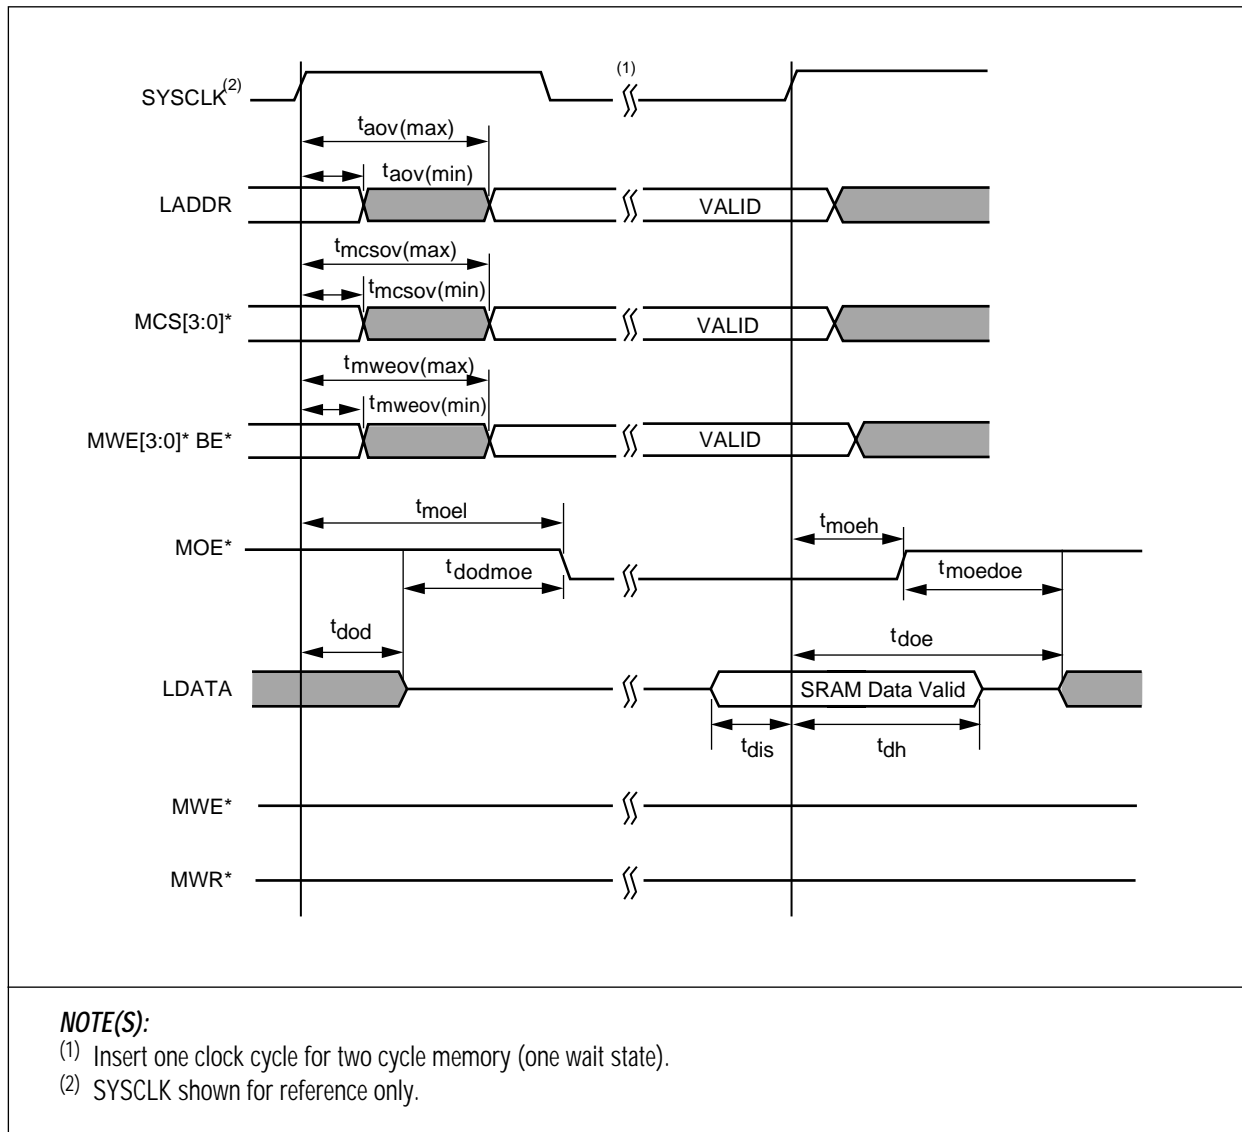 (1)
SYSCLK(2)
taov(max)
taov(min)
LADDR VALID
tmcsov(max)
tmcsov(min)
MCS[3:0]* VALID
tmweov(max)
tmweov(min)
MWE[3:0]* BE* VALID
tmoel tmoeh
MOE*
tdodmoe tmoedoe
tdod tdoe
LDATA SRAM Data Valid
tdis tdh
MWE*
MWR*
NOTE(S):
(1) Insert one clock cycle for two cycle memory (one wait state).
(2) SYSCLK shown for reference only.